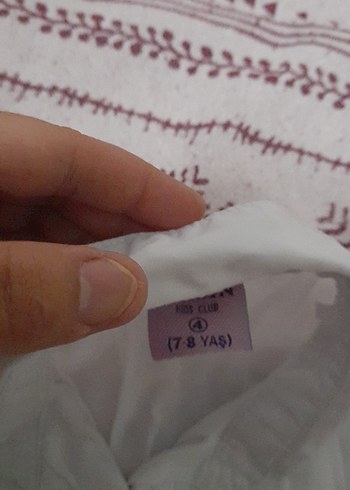 KIDS CLUB
④
(7-8 YAŞ)